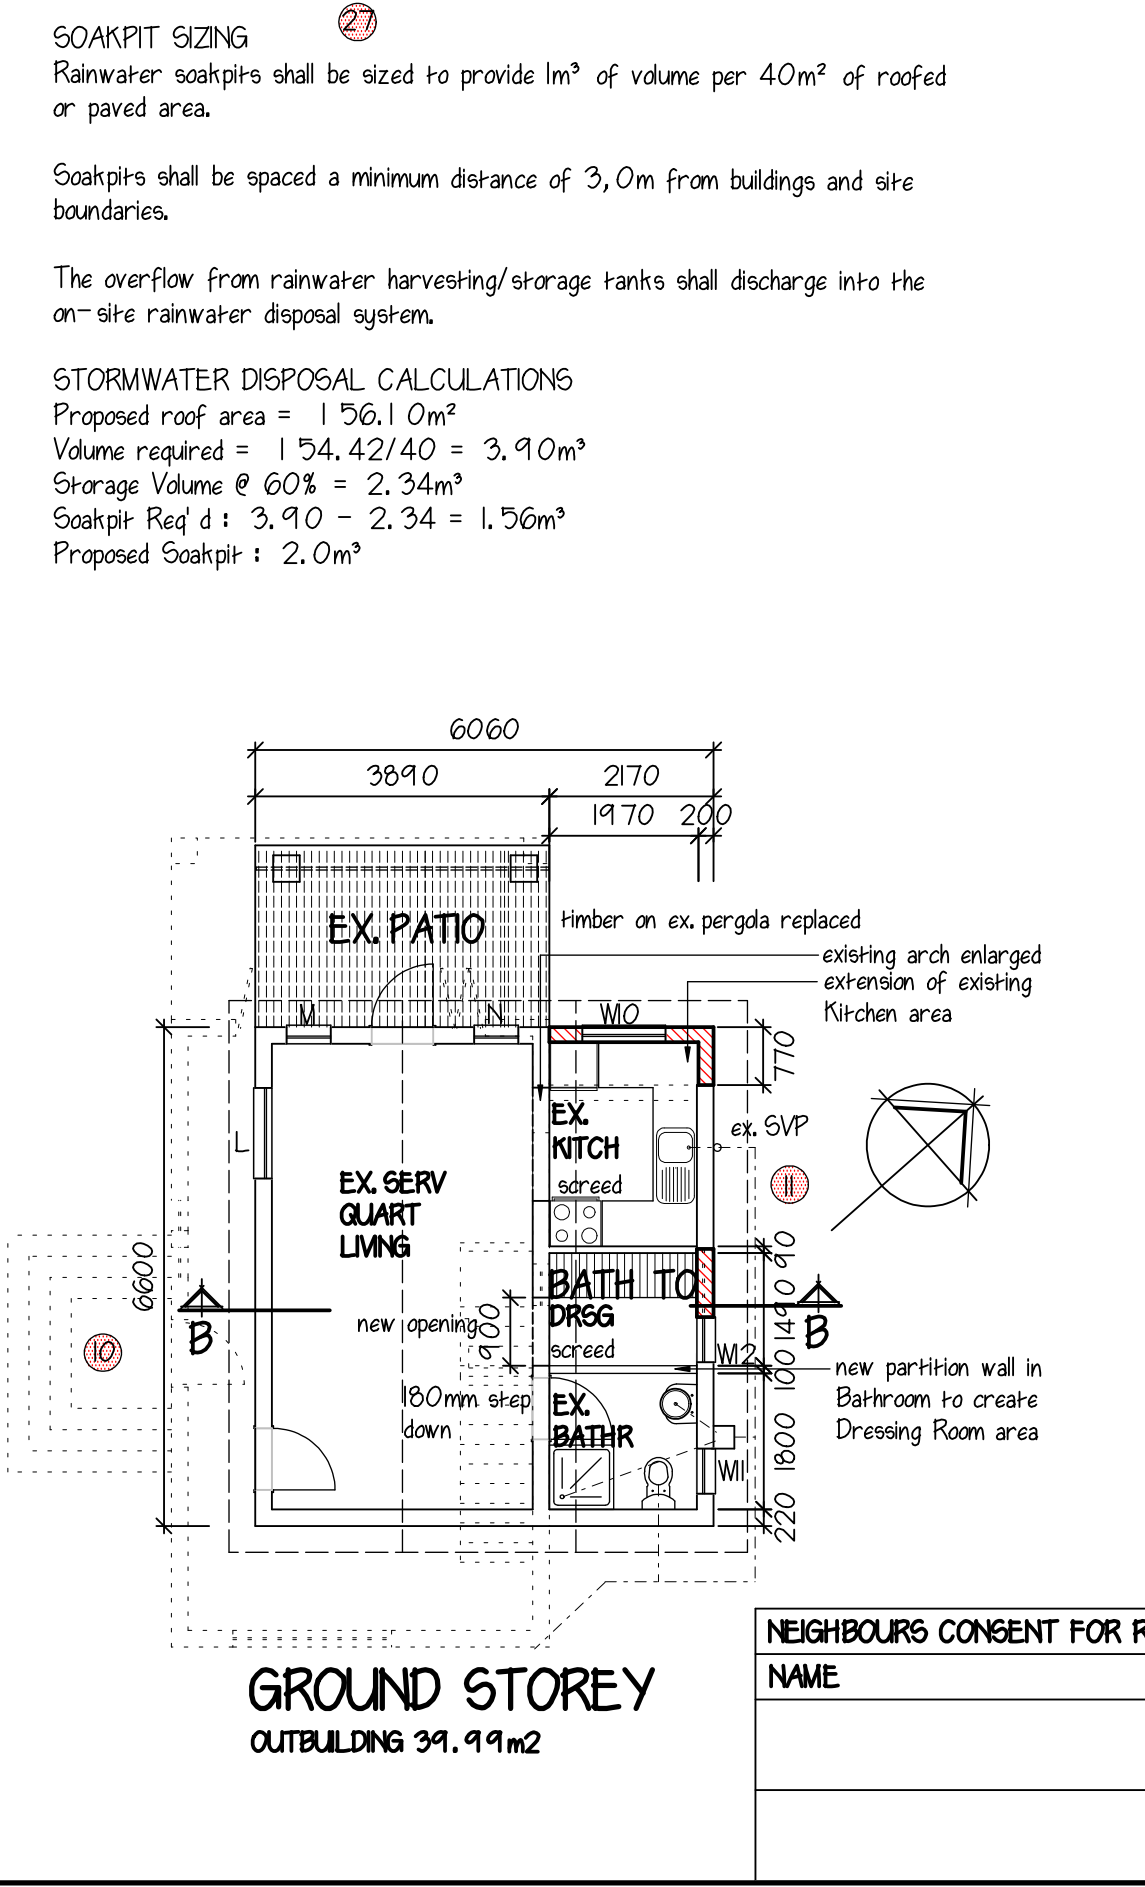 27
SOAKPIT SIZING
Rainwater soakpits shall be sized to provide 1m³ of volume per 40m² of roofed
or paved area.
Soakpits shall be spaced a minimum distance of 3,0m from buildings and site
boundaries.
The overflow from rainwater harvesting/storage tanks shall discharge into the
on-site rainwater disposal system.
STORMWATER DISPOSAL CALCULATIONS
Proposed roof area = 156.10m²
Volume required = 154.42/40 = 3.90m³
Storage Volume @ 60% = 2.34m³
Soakpit Req'd : 3.90 - 2.34 = 1.56m³
Proposed Soakpit : 2.0m³
6060
3890
2170
1970
200
EX. PATIO
timber on ex. pergola replaced
existing arch enlarged
extension of existing
Kitchen area
M
N
W10
770
L
EX.
KITCH
screed
ex. SVP
11
EX. SERV
QUART
LIVING
6600
90
BATH TO
DRSG
screed
new opening
900
1490
B
B
10
W12
100
new partition wall in
Bathroom to create
Dressing Room area
180mm step
down
EX.
BATHR
1800
W11
220
GROUND STOREY
OUTBUILDING 39.99m2
NEIGHBOURS CONSENT FOR R
NAME